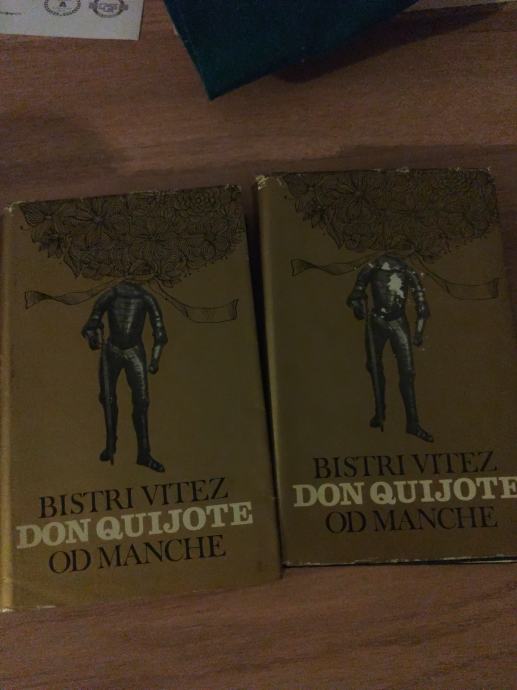 BISTRI VITEZ
DON QUIJOTE
OD MANCHE
BISTRI VITEZ
DON QUIJOTE
OD MANCHE